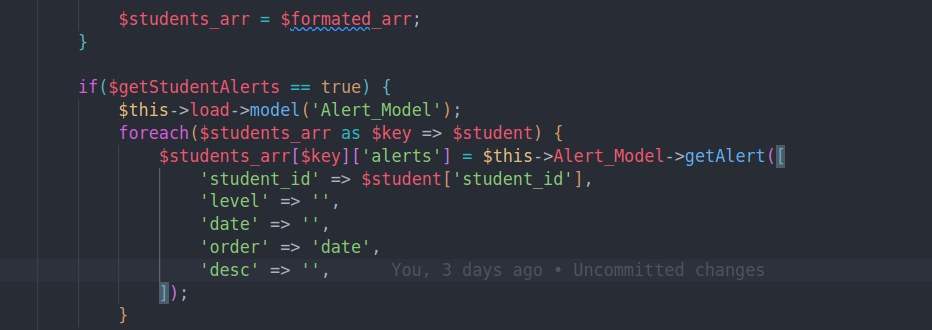 $students_arr = $formated_arr;
}
if($getStudentAlerts == true) {
$this->load->model('Alert_Model');
foreach($students_arr as $key => $student) {
$students_arr[$key]['alerts'] = $this->Alert_Model->getAlert([
'student_id' => $student['student_id'],
'level' => '',
'date' => '',
'order' => 'date',
'desc' => '', You, 3 days ago • Uncommitted changes
]);
}